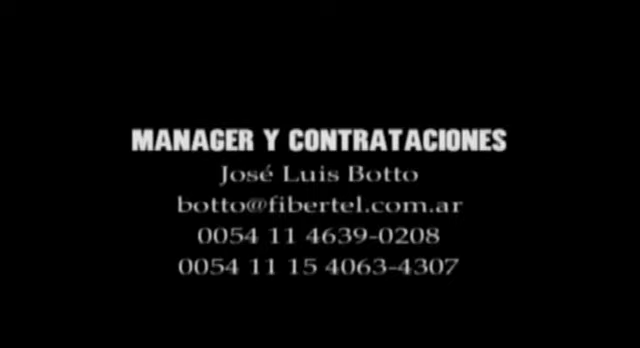 MANAGER Y CONTRATACIONES
José Luis Botto
botto@fibertel.com.ar
0054 11 4639-0208
0054 11 15 4063-4307